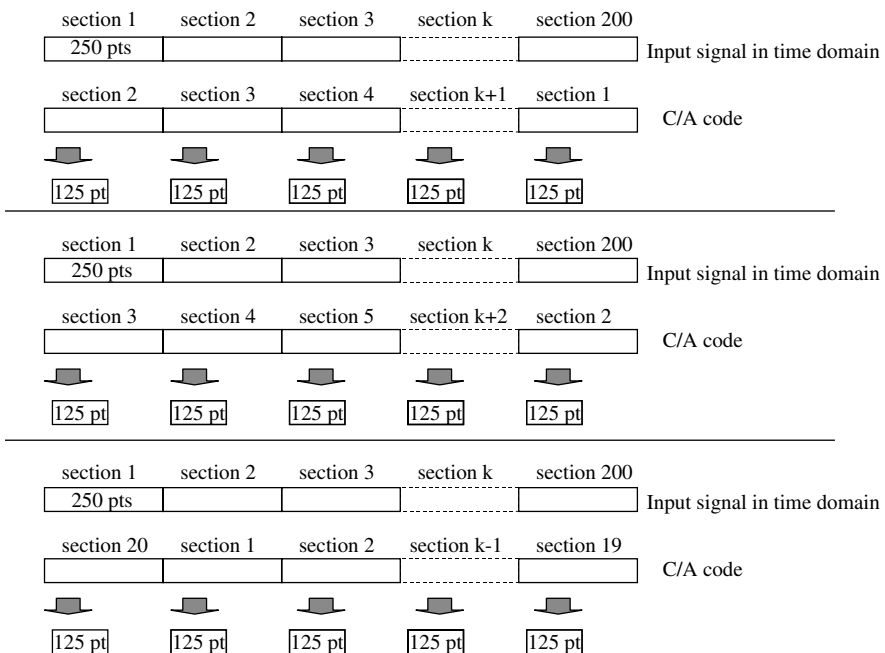 section 1 section 2 section 3 section k section 200
250 pts Input signal in time domain
section 2 section 3 section 4 section k+1 section 1
C/A code
125 pt 125 pt 125 pt 125 pt 125 pt
section 1 section 2 section 3 section k section 200
250 pts Input signal in time domain
section 3 section 4 section 5 section k+2 section 2
C/A code
125 pt 125 pt 125 pt 125 pt 125 pt
section 1 section 2 section 3 section k section 200
250 pts Input signal in time domain
section 20 section 1 section 2 section k-1 section 19
C/A code
125 pt 125 pt 125 pt 125 pt 125 pt